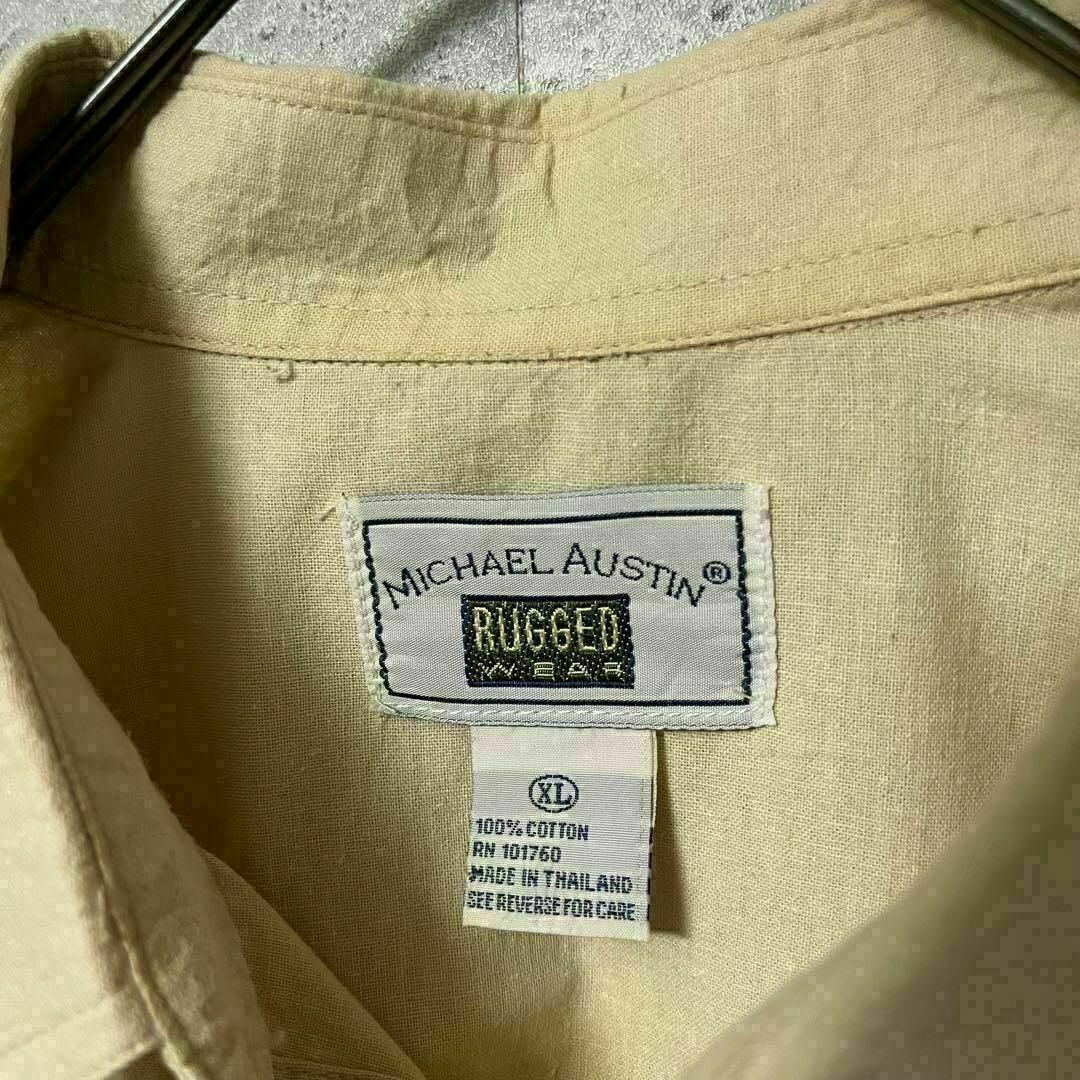 MICHAEL AUSTIN®
RUGGED
WEAR
XL
100% COTTON
RN 101760
MADE IN THAILAND
SEE REVERSE FOR CARE